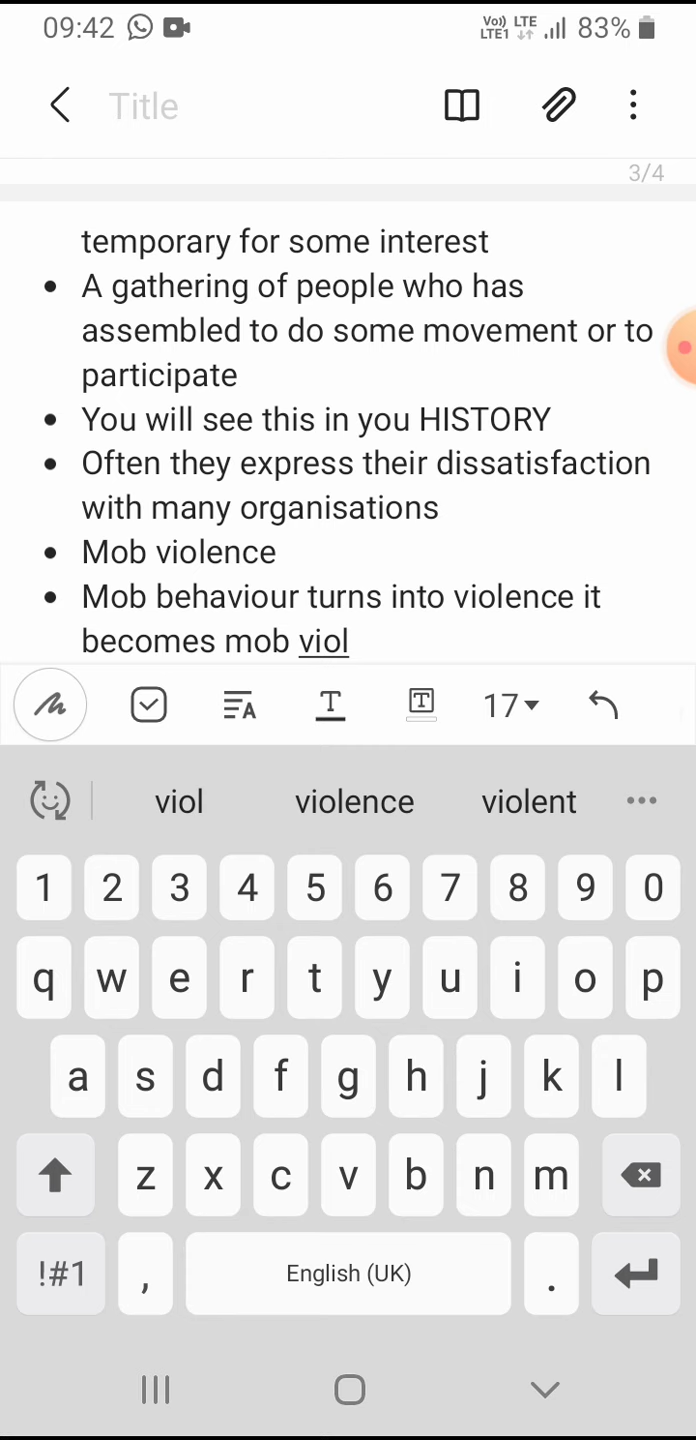 09:42 Vo)) LTE LTE1 83%
Title
3/4
temporary for some interest
• A gathering of people who has
assembled to do some movement or to
participate
• You will see this in you HISTORY
• Often they express their dissatisfaction
with many organisations
• Mob violence
• Mob behaviour turns into violence it
becomes mob viol
17
viol violence violent
1 2 3 4 5 6 7 8 9 0
q w e r t y u i o p
a s d f g h j k l
z x c v b n m
!#1 , English (UK) .